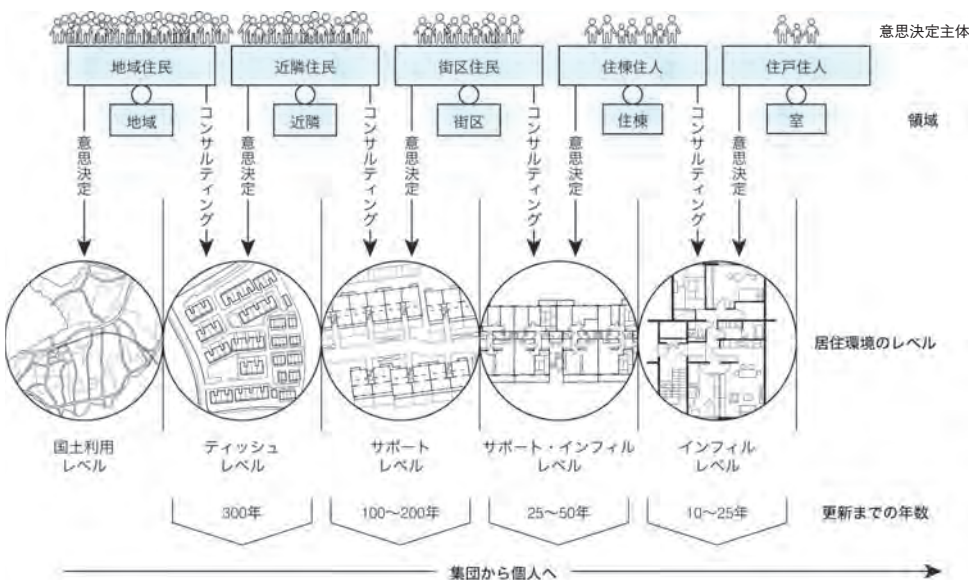 意思決定主体
地域住民
近隣住民
街区住民
住棟住人
住戸住人
地域
近隣
街区
住棟
室
領域
意思決定
コンサルティング
意思決定
コンサルティング
意思決定
コンサルティング
意思決定
コンサルティング
意思決定
居住環境のレベル
国土利用
レベル
ティッシュ
レベル
サポート
レベル
サポート・インフィル
レベル
インフィル
レベル
300年
100〜200年
25〜50年
10〜25年
更新までの年数
集団から個人へ